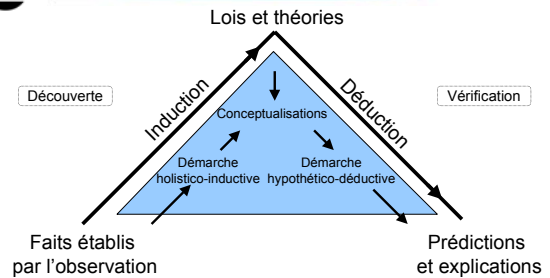 Lois et théories
Découverte
Induction
Déduction
Vérification
Conceptualisations
Démarche
holistico-inductive
Démarche
hypothético-déductive
Faits établis
par l'observation
Prédictions
et explications